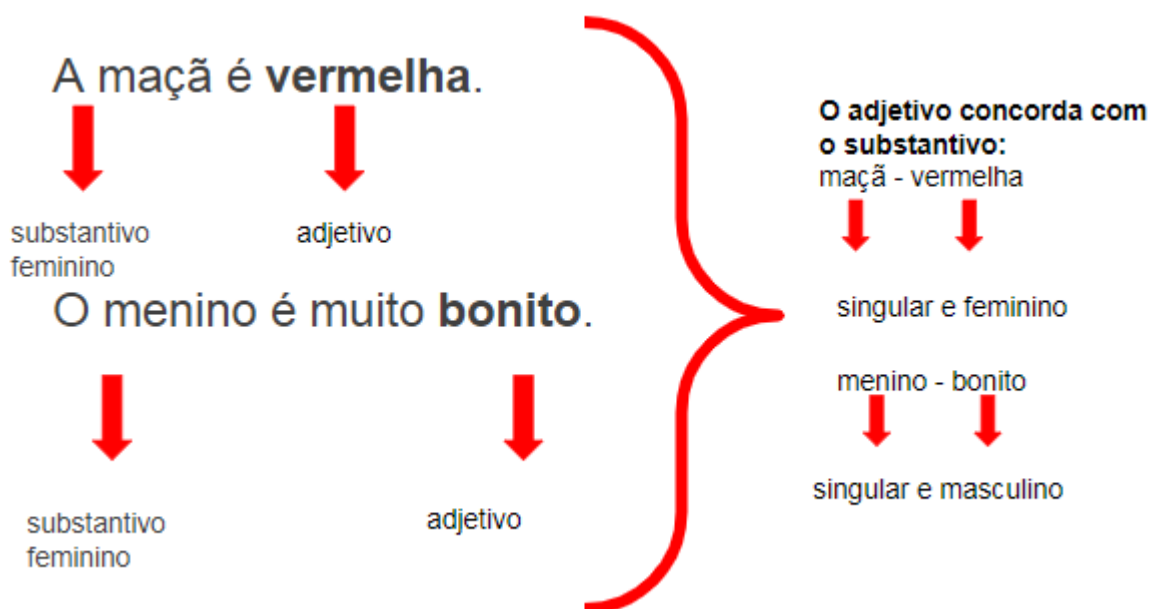 A maçã é vermelha.
substantivo
feminino
adjetivo
O menino é muito bonito.
substantivo
feminino
adjetivo
O adjetivo concorda com
o substantivo:
maçã - vermelha
singular e feminino
menino - bonito
singular e masculino